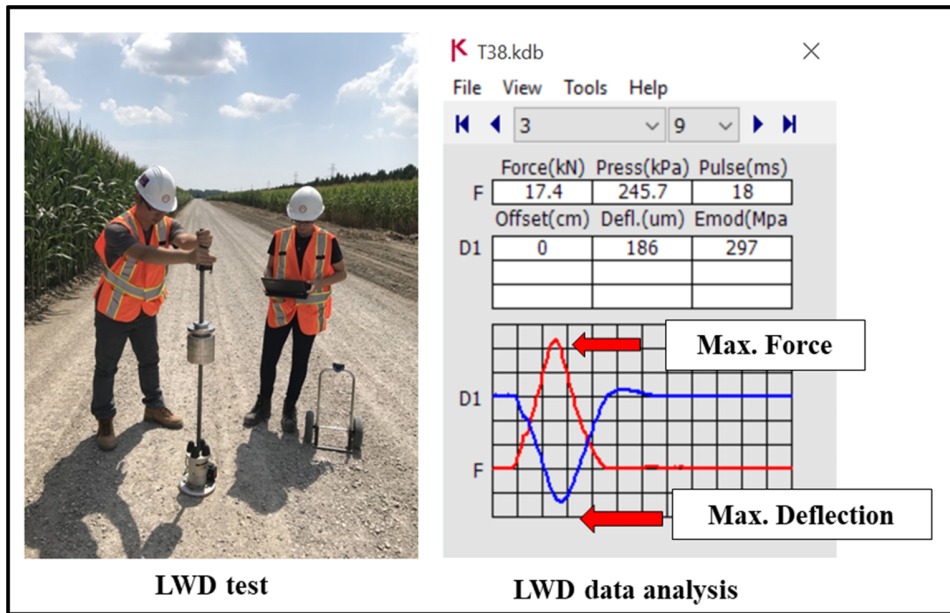 T38.kdb
File View Tools Help
3 9
Force(kN) Press(kPa) Pulse(ms)
F 17.4 245.7 18
Offset(cm) Defl.(um) Emod(Mpa
D1 0 186 297
Max. Force
D1
F
Max. Deflection
LWD test
LWD data analysis